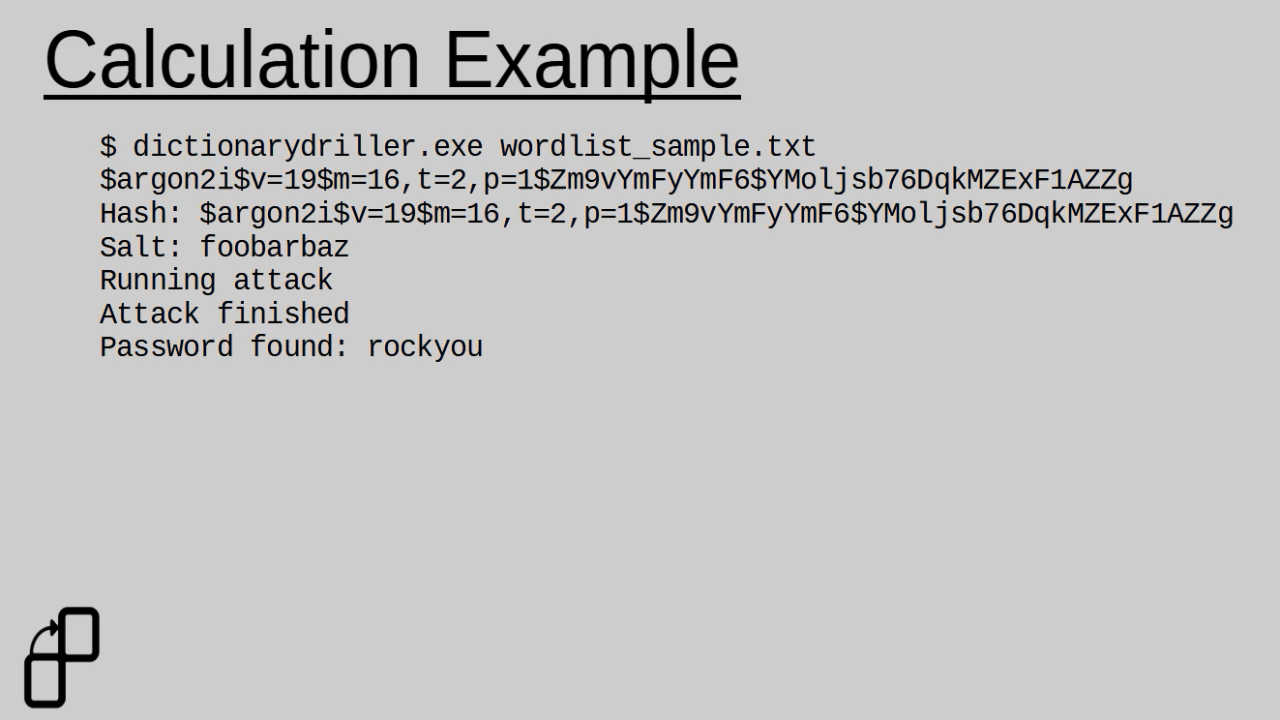 Calculation Example
$ dictionarydriller.exe wordlist_sample.txt
$argon2i$v=19$m=16,t=2,p=1$Zm9vYmFyYmF6$YMoljsb76DqkMZExF1AZZg
Hash: $argon2i$v=19$m=16,t=2,p=1$Zm9vYmFyYmF6$YMoljsb76DqkMZExF1AZZg
Salt: foobarbaz
Running attack
Attack finished
Password found: rockyou